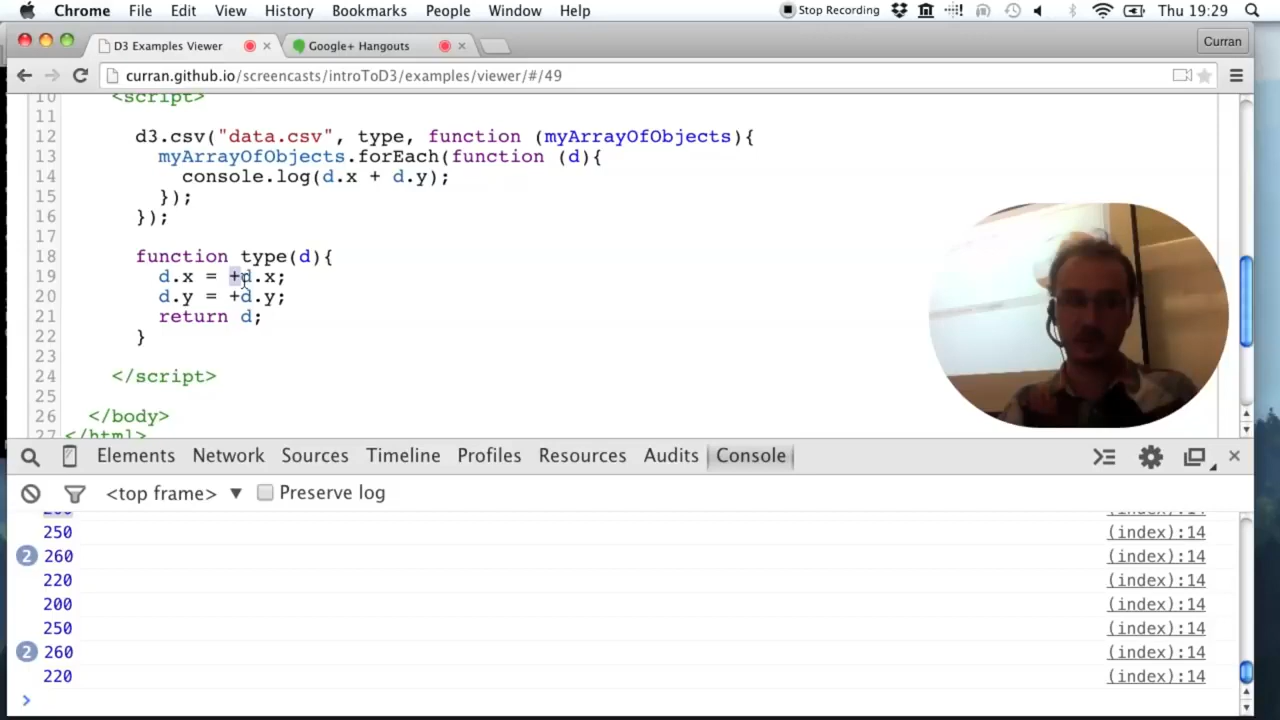 Chrome File Edit View History Bookmarks People Window Help Stop Recording Thu 19:29
D3 Examples Viewer × Google+ Hangouts × Curran
curran.github.io/screencasts/introToD3/examples/viewer/#/49
10 <script>
11
12 d3.csv("data.csv", type, function (myArrayOfObjects){
13 myArrayOfObjects.forEach(function (d){
14 console.log(d.x + d.y);
15 });
16 });
17
18 function type(d){
19 d.x = +d.x;
20 d.y = +d.y;
21 return d;
22 }
23
24 </script>
25
26 </body>
27 </html>
Elements Network Sources Timeline Profiles Resources Audits Console
<top frame> ▼ Preserve log
250 (index):14
2 260 (index):14
220 (index):14
200 (index):14
250 (index):14
2 260 (index):14
220 (index):14
>